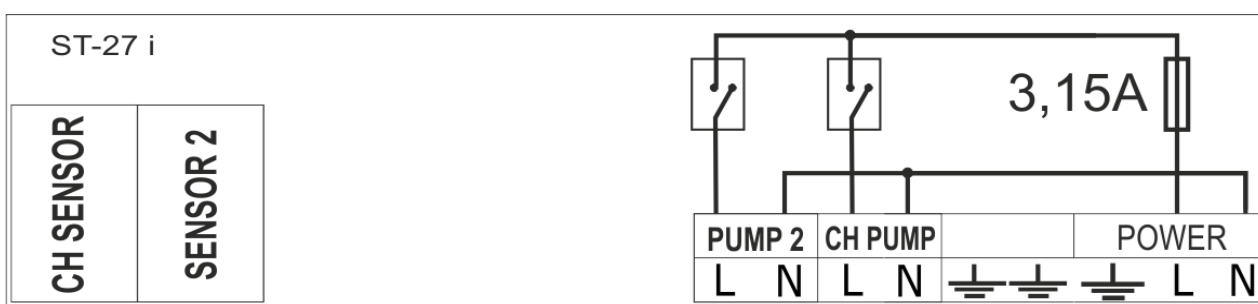 ST-27 i
CH SENSOR
SENSOR 2
3,15A
PUMP 2 CH PUMP POWER
L N L N L N